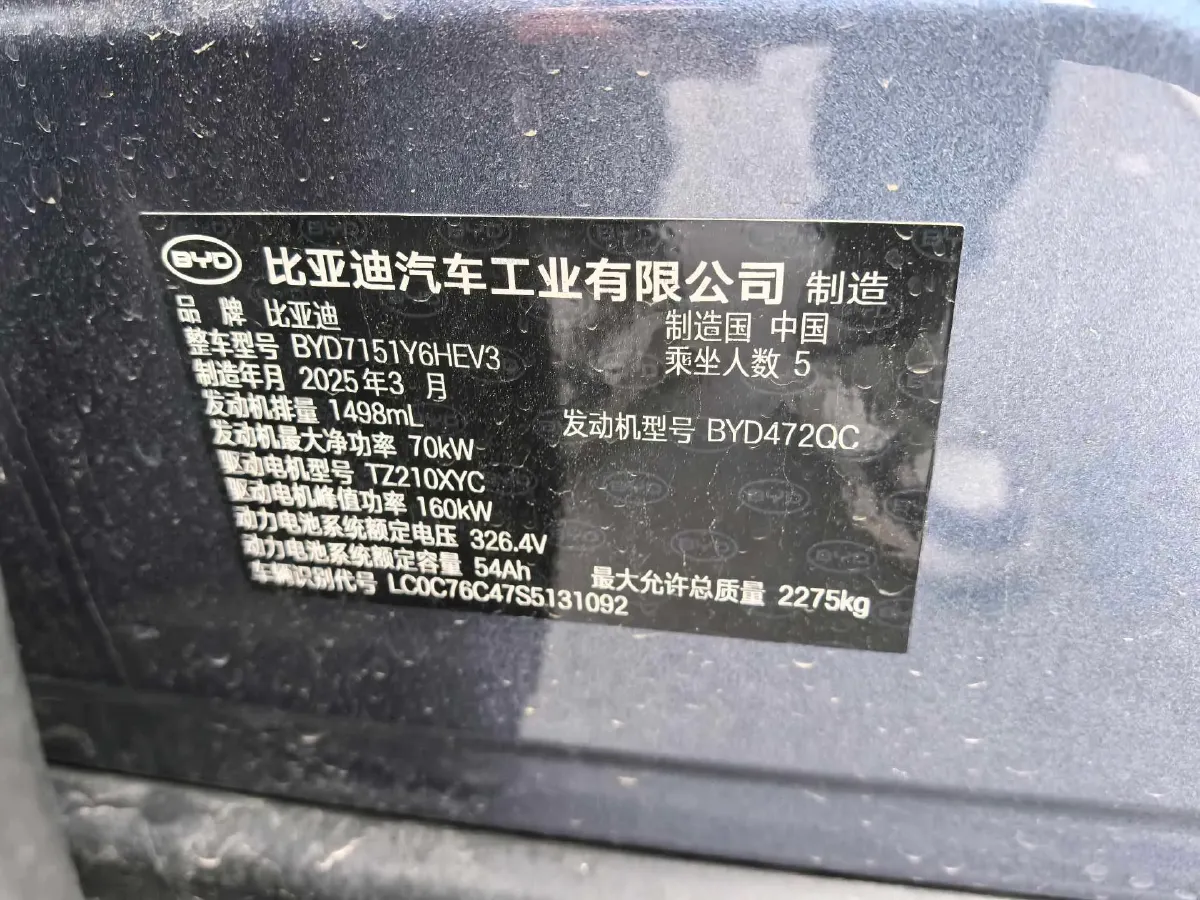 BYD 比亚迪汽车工业有限公司 制造
品 牌 比亚迪 制造国 中国
整车型号 BYD7151Y6HEV3 乘坐人数 5
制造年月 2025年3 月
发动机排量 1498mL 发动机型号 BYD472QC
发动机最大净功率 70kW
驱动电机型号 TZ210XYC
驱动电机峰值功率 160kW
动力电池系统额定电压 326.4V
动力电池系统额定容量 54Ah 最大允许总质量 2275kg
车辆识别代号 LC0C76C47S5131092